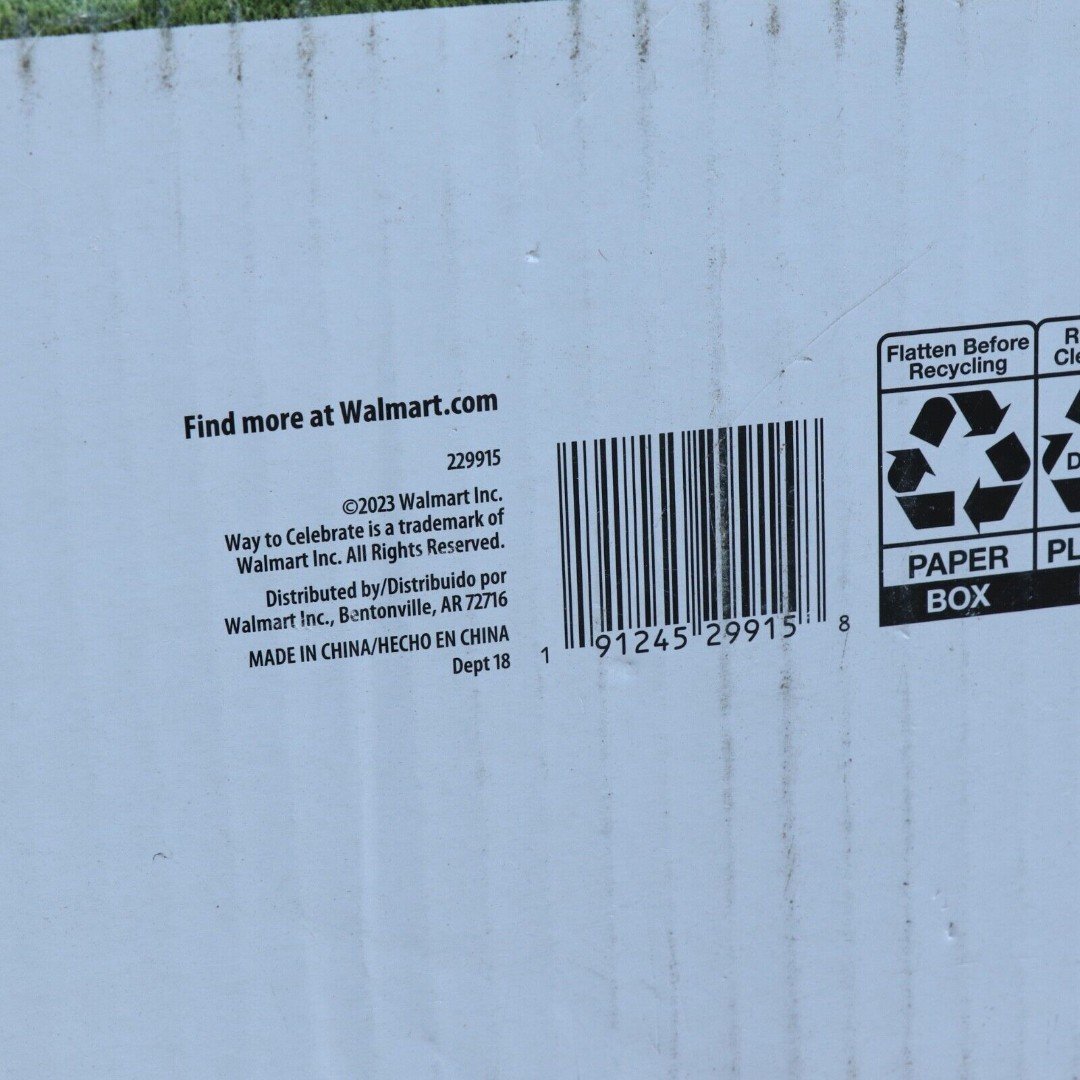 Find more at Walmart.com
229915
©2023 Walmart Inc.
Way to Celebrate is a trademark of
Walmart Inc. All Rights Reserved.
Distributed by/Distribuido por
Walmart Inc., Bentonville, AR 72716
MADE IN CHINA/HECHO EN CHINA
Dept 18
1 91245 29915 8
Flatten Before
Recycling
PAPER
BOX